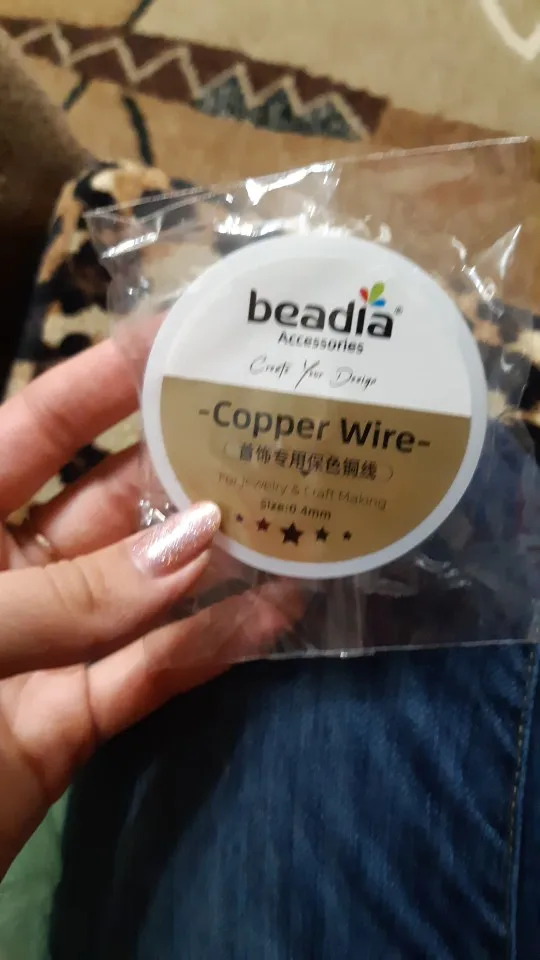 beadia®
Accessories
Create Your Design
-Copper Wire-
首饰专用保色铜线
For Jewelry & Craft Making
Size:0.4mm